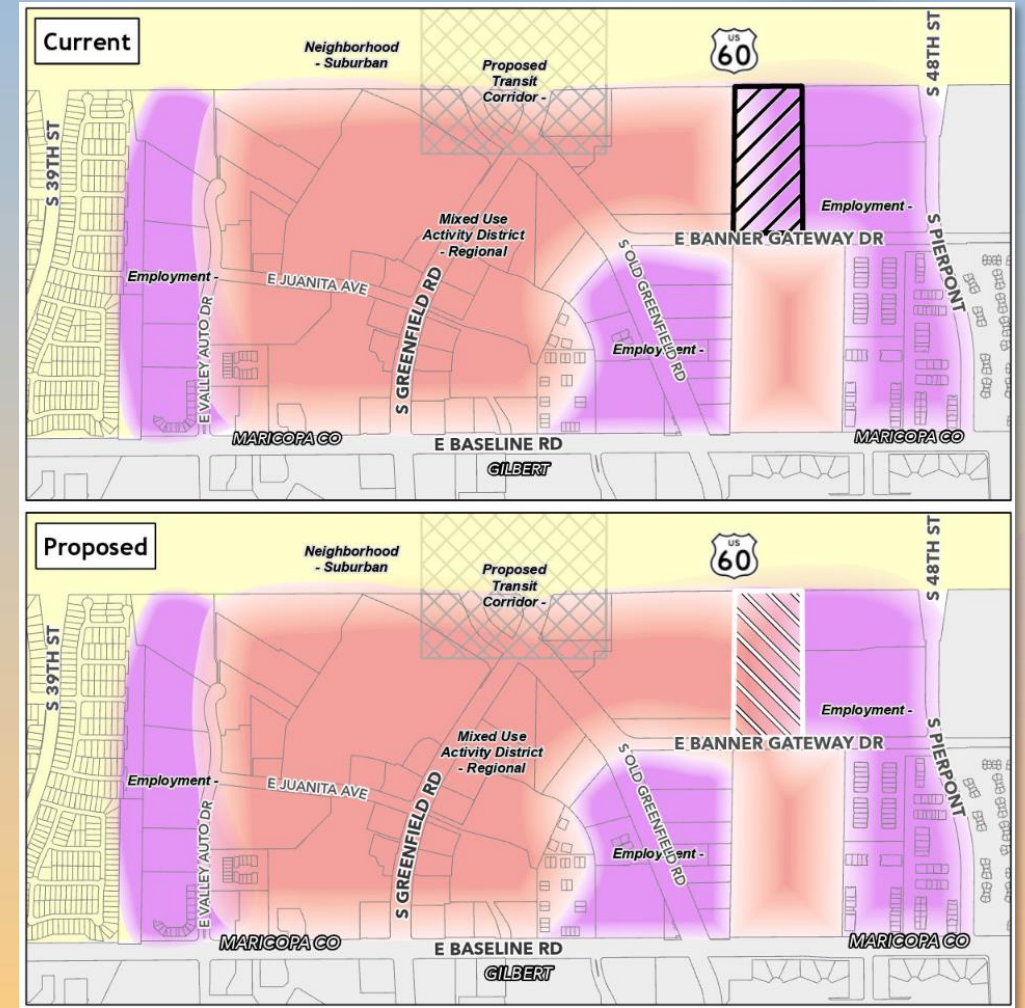 Current
Neighborhood
- Suburban
Proposed
Transit
Corridor -
US
60
S 48TH ST
S 39TH ST
Mixed Use
Activity District
- Regional
Employment -
E BANNER GATEWAY DR
S PIERPONT
Employment -
E JUANITA AVE
S GREENFIELD RD
S OLD GREENFIELD RD
Employment -
E VALLEY AUTO DR
MARICOPA CO
E BASELINE RD
MARICOPA CO
GILBERT
Proposed
Neighborhood
- Suburban
Proposed
Transit
Corridor -
US
60
S 48TH ST
S 39TH ST
Mixed Use
Activity District
- Regional
Employment -
E BANNER GATEWAY DR
S PIERPONT
Employment -
E JUANITA AVE
S GREENFIELD RD
S OLD GREENFIELD RD
Employment -
E VALLEY AUTO DR
MARICOPA CO
E BASELINE RD
MARICOPA CO
GILBERT